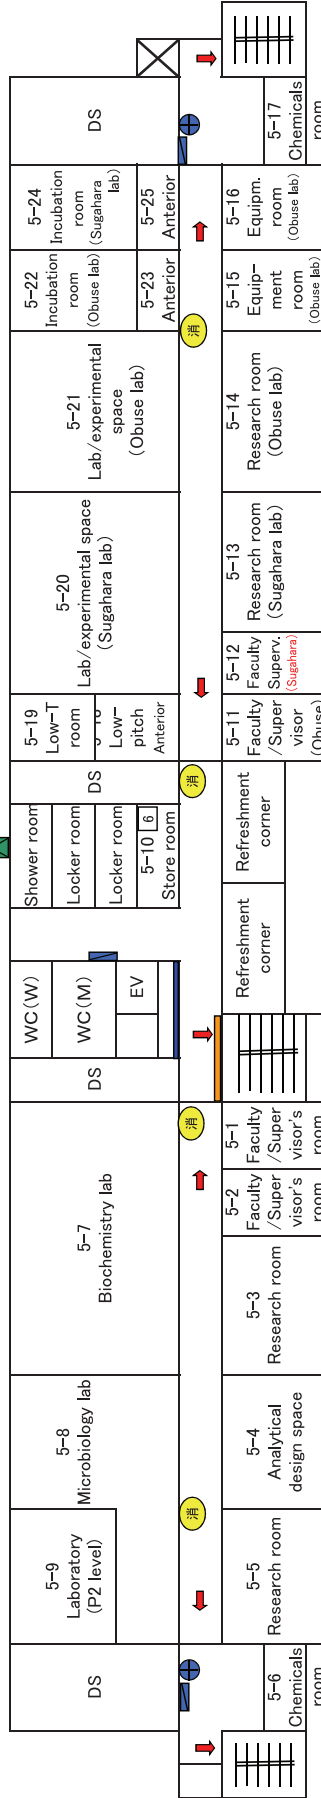 DS
5-17
Chemicals
room
5-24
Incubation
room
(Sugahara
lab)
5-25
Anterior
5-16
Equipm.
room
(Obuse lab)
5-22
Incubation
room
(Obuse lab)
5-23
Anterior
5-15
Equip-
ment
room
(Obuse lab)
消
5-21
Lab/experimental
space
(Obuse lab)
5-14
Research room
(Obuse lab)
5-20
Lab/experimental space
(Sugahara lab)
5-13
Research room
(Sugahara lab)
5-12
Faculty
Superv.
(Sugahara)
5-19
Low-T
room
Low-
pitch
Anterior
5-11
Faculty
/Super
visor
(Obuse)
DS
消
Shower room
Locker room
Locker room
5-10 6
Store room
Refreshment
corner
Refreshment
corner
WC(W)
WC(M)
EV
DS
消
5-7
Biochemistry lab
5-1
Faculty
/Super
visor's
room
5-2
Faculty
/Super
visor's
room
5-3
Research room
5-8
Microbiology lab
5-4
Analytical
design space
消
5-9
Laboratory
(P2 level)
5-5
Research room
DS
5-6
Chemicals
room